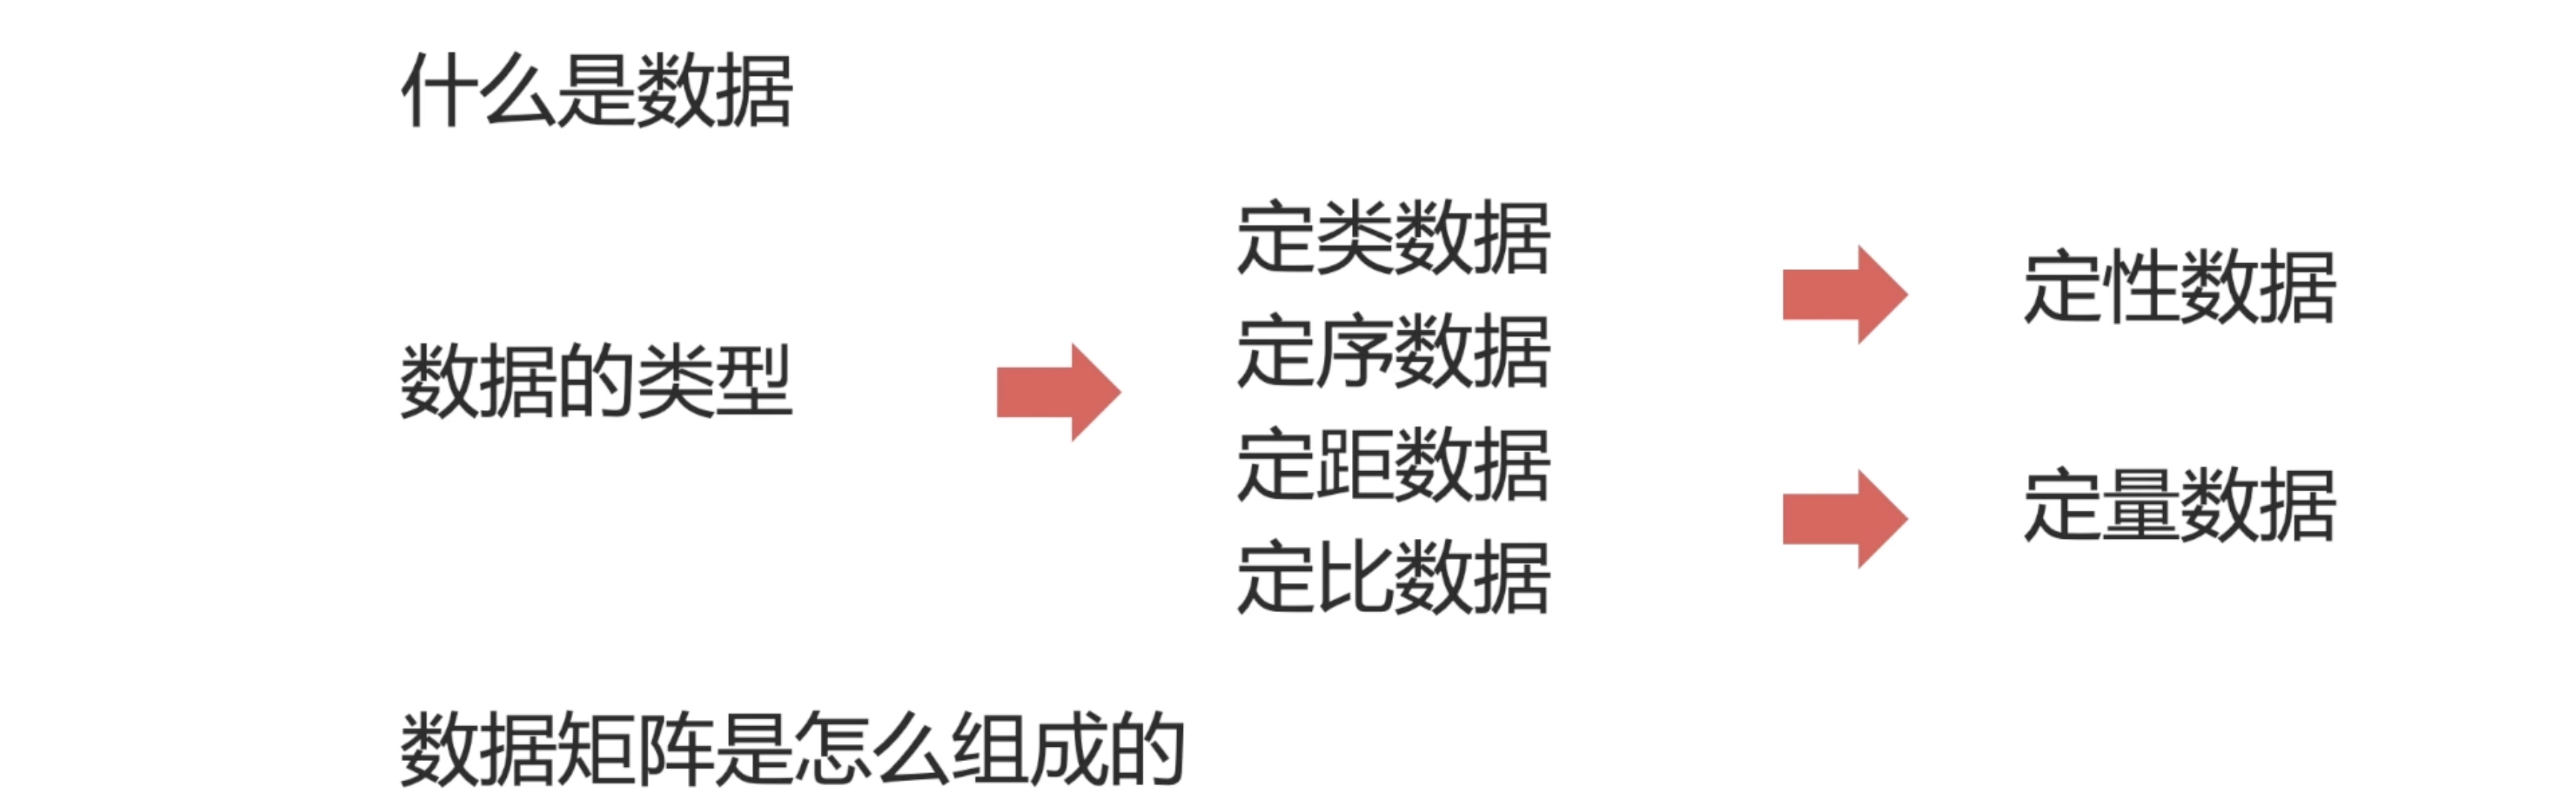 什么是数据
定类数据
定性数据
定序数据
数据的类型
定距数据
定量数据
定比数据
数据矩阵是怎么组成的